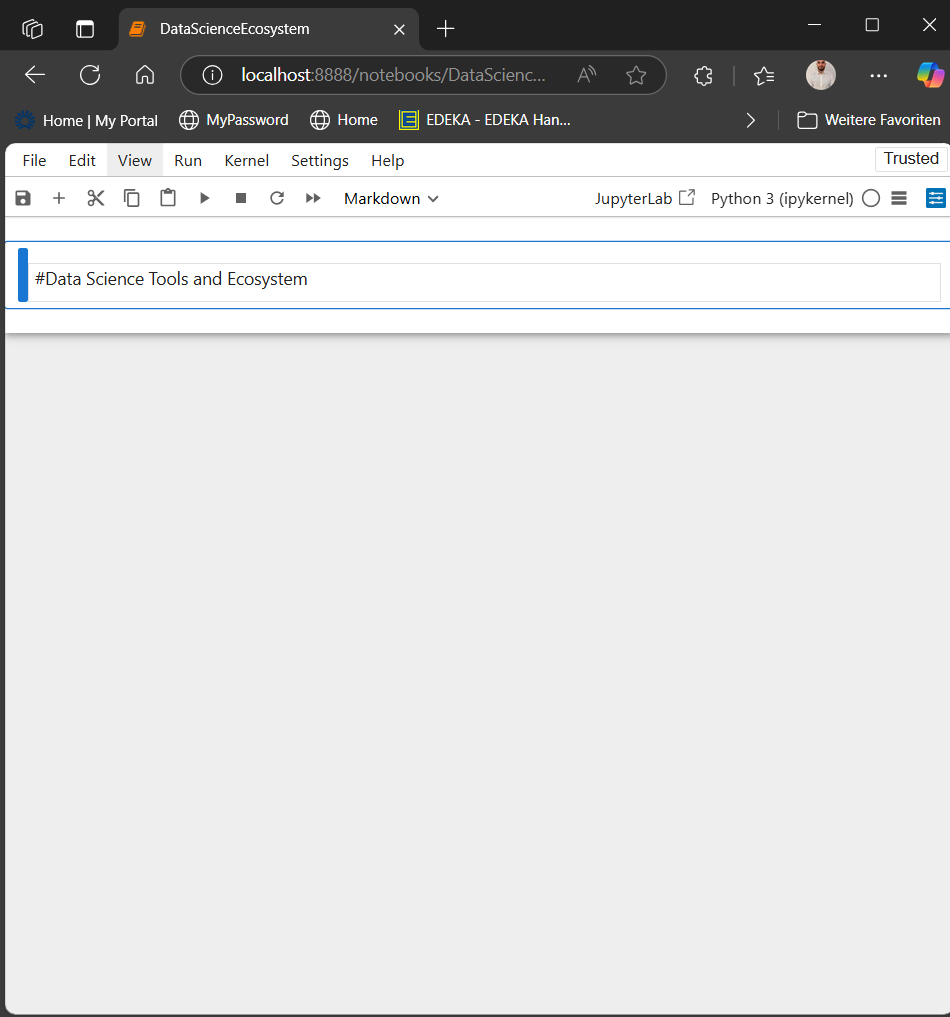 DataScienceEcosystem
localhost:8888/notebooks/DataScienc...
Home | My Portal MyPassword Home EDEKA - EDEKA Han... Weitere Favoriten
File Edit View Run Kernel Settings Help Trusted
Markdown JupyterLab Python 3 (ipykernel)
#Data Science Tools and Ecosystem